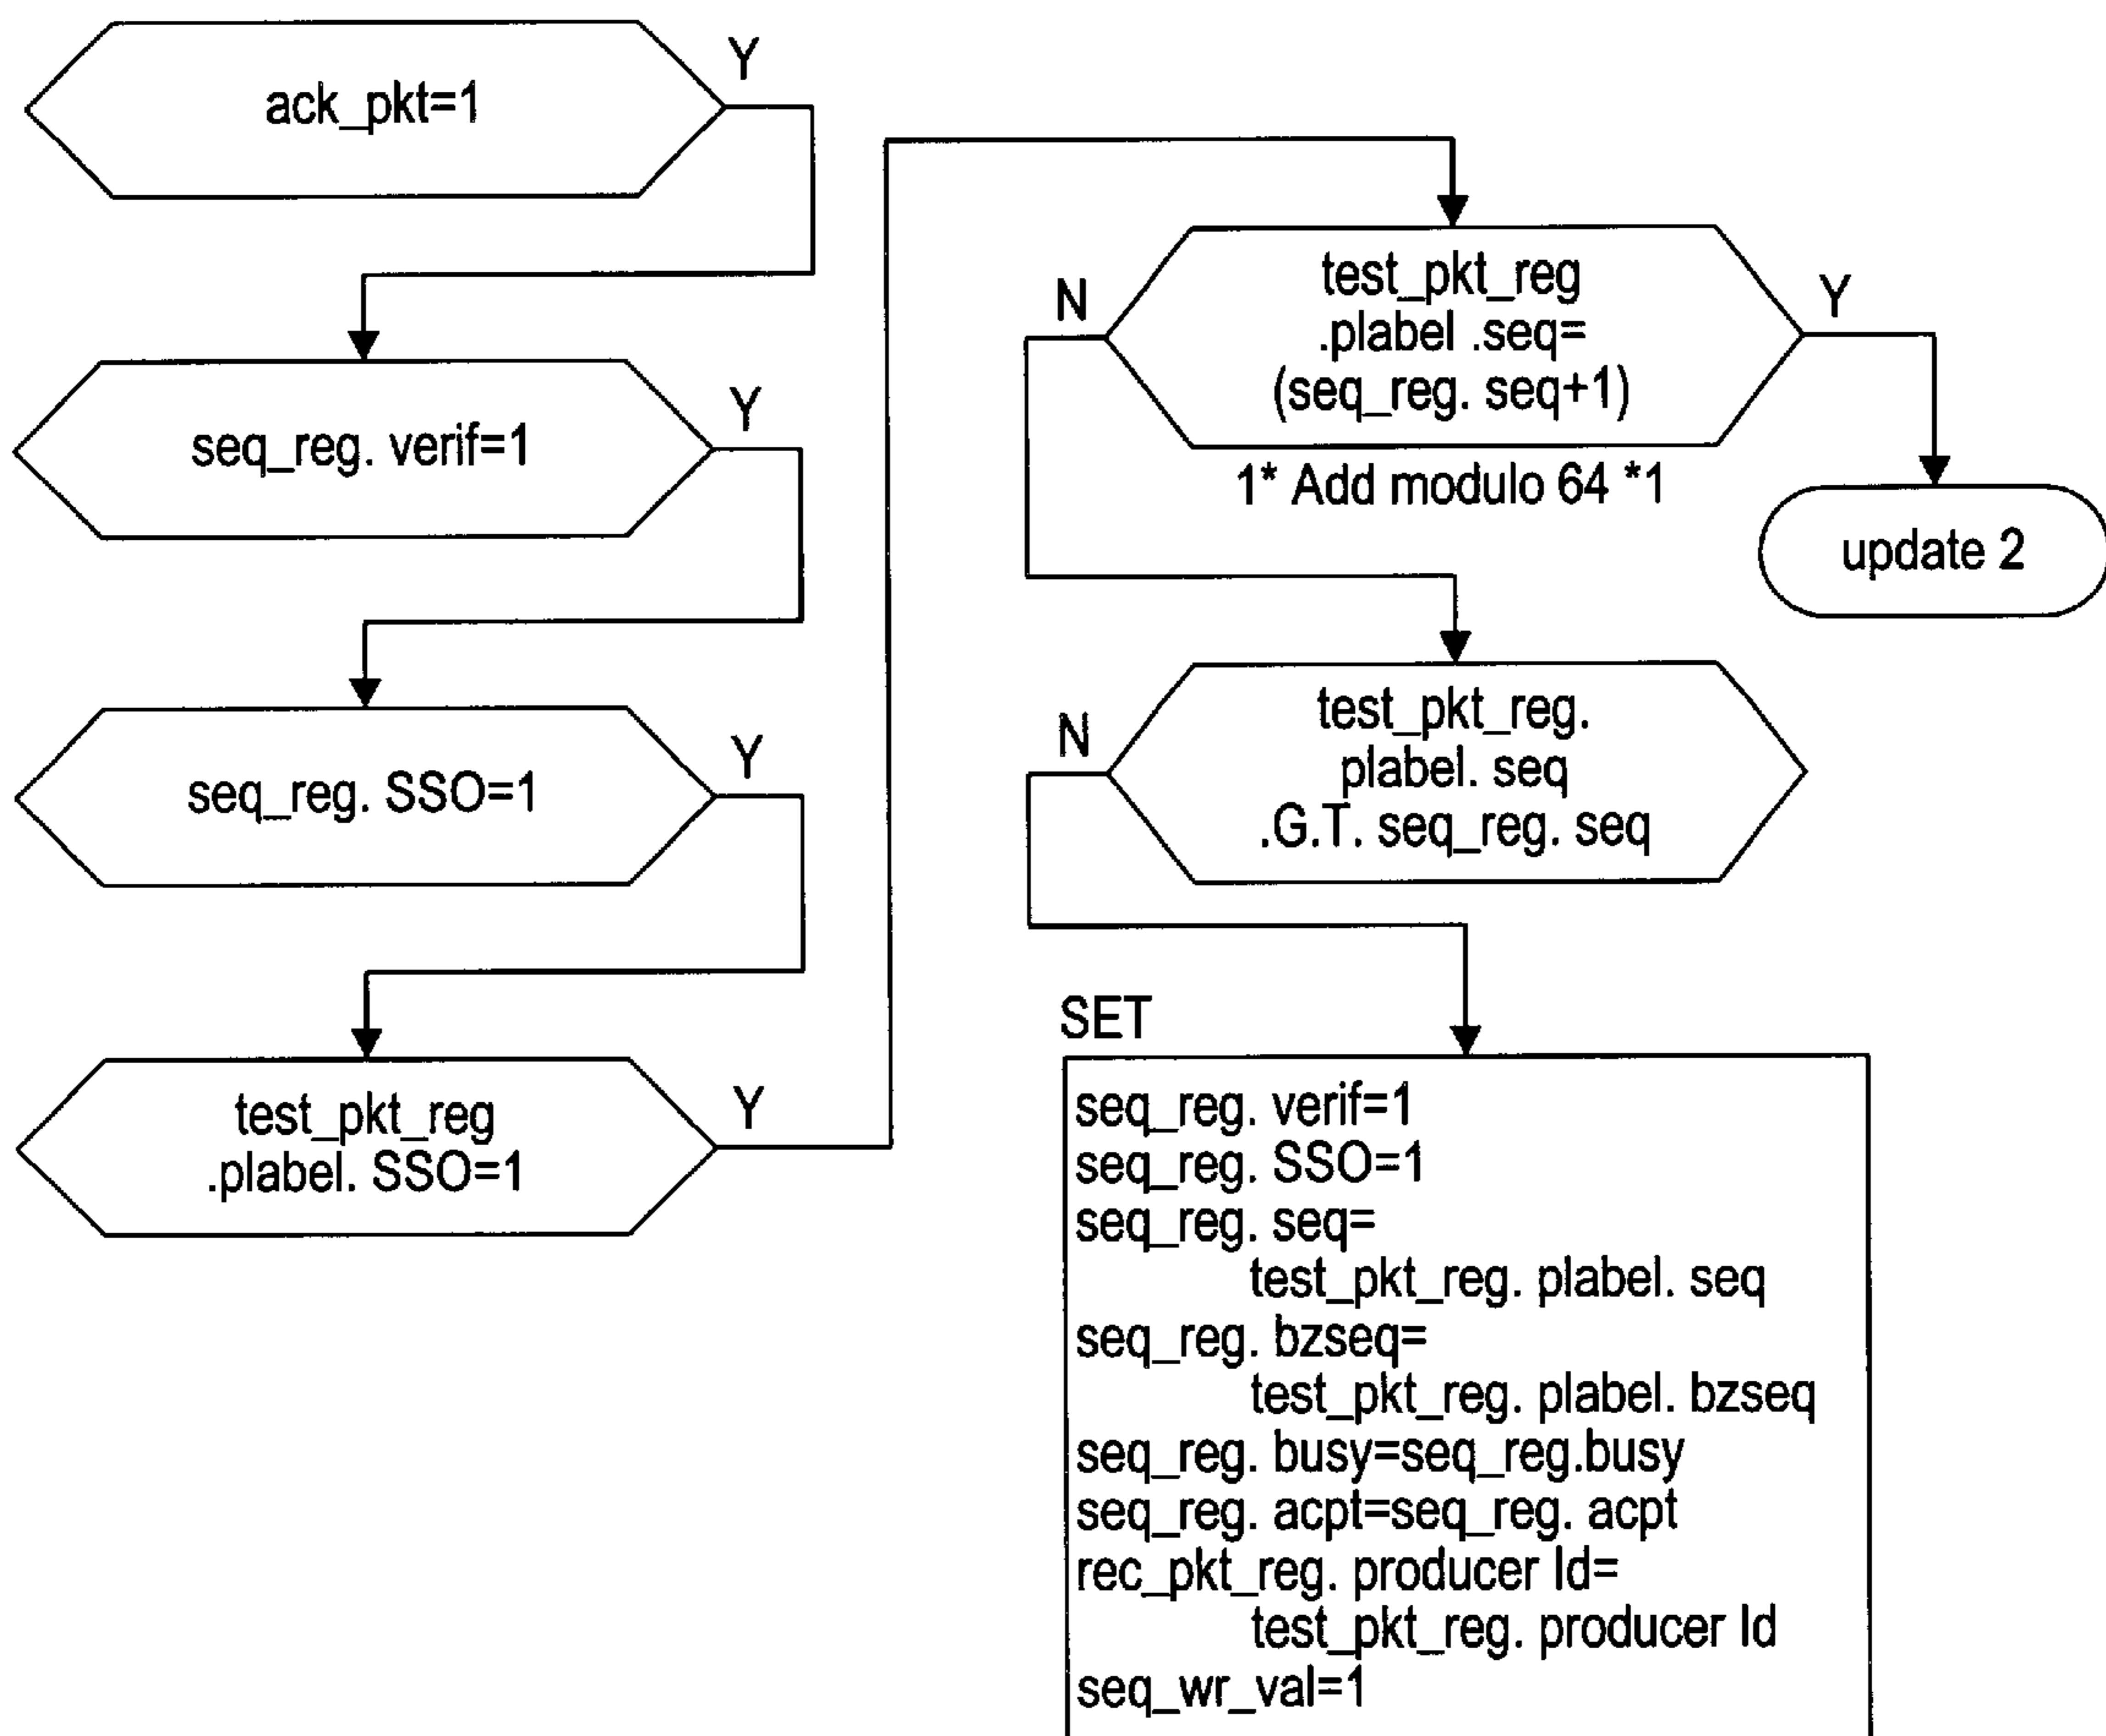 ack_pkt=1
Y
seq_reg. verif=1
Y
seq_reg. SSO=1
Y
test_pkt_reg
.plabel. SSO=1
Y
test_pkt_reg
.plabel .seq=
(seq_reg. seq+1)
N
Y
1* Add modulo 64 *1
update 2
test_pkt_reg.
plabel. seq
.G.T. seq_reg. seq
N
SET
seq_reg. verif=1
seq_reg. SSO=1
seq_reg. seq=
test_pkt_reg. plabel. seq
seq_reg. bzseq=
test_pkt_reg. plabel. bzseq
seq_reg. busy=seq_reg.busy
seq_reg. acpt=seq_reg. acpt
rec_pkt_reg. producer Id=
test_pkt_reg. producer Id
seq_wr_val=1